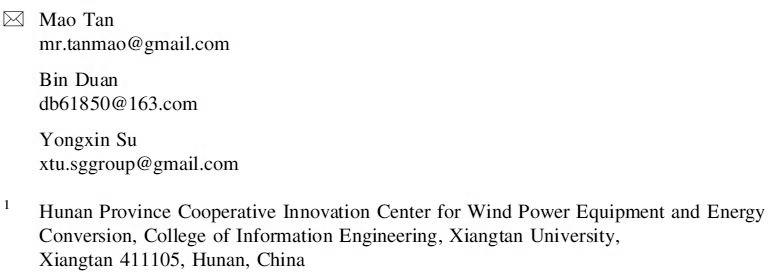 Mao Tan
mr.tanmao@gmail.com
Bin Duan
db61850@163.com
Yongxin Su
xtu.sggroup@gmail.com
1 Hunan Province Cooperative Innovation Center for Wind Power Equipment and Energy
Conversion, College of Information Engineering, Xiangtan University,
Xiangtan 411105, Hunan, China